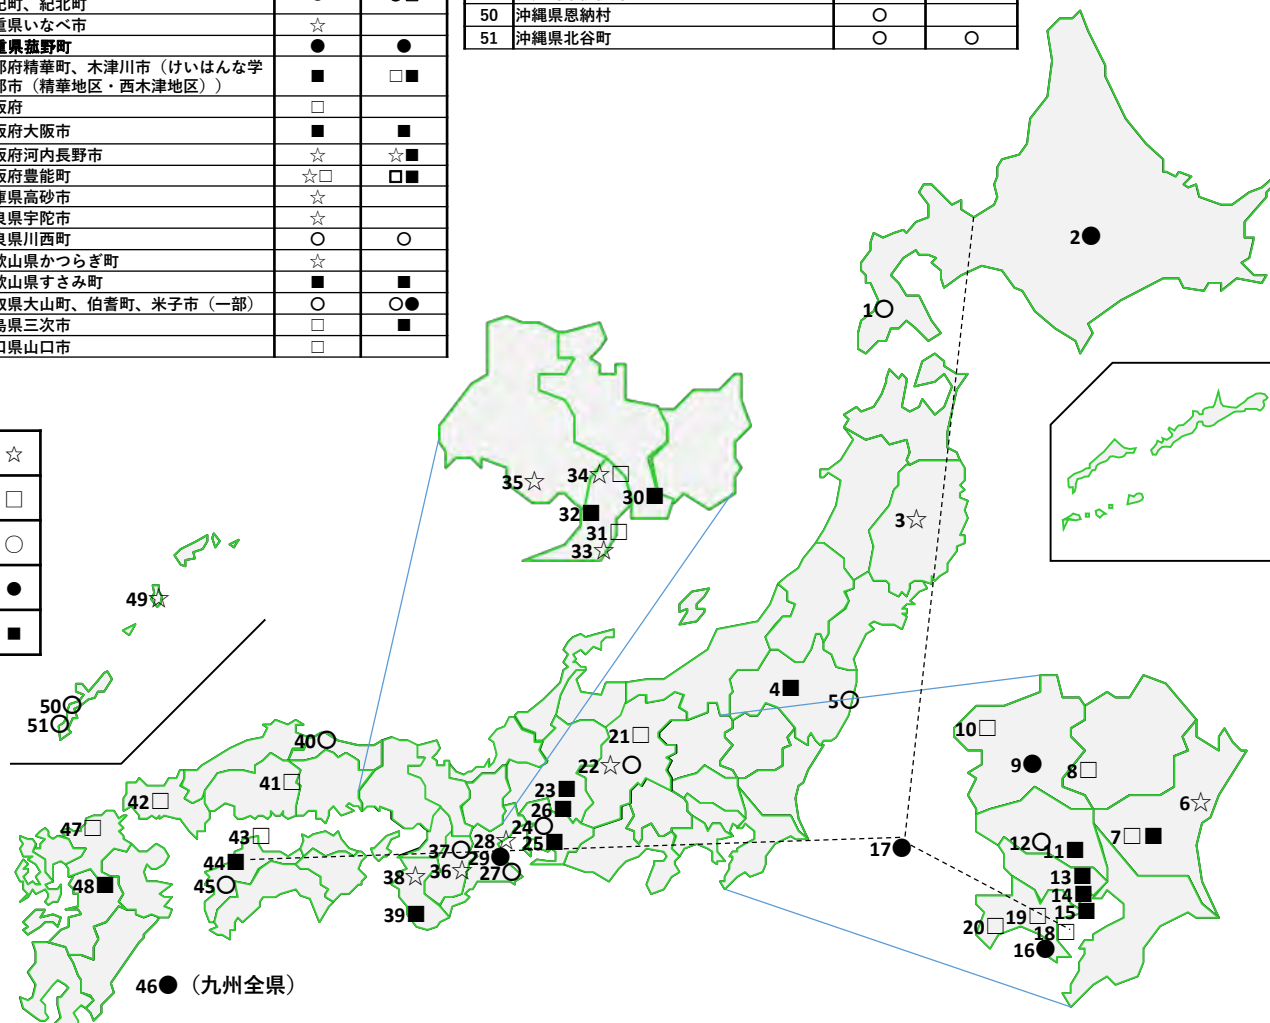 記町、紀北町
重県いなべ市 ☆
重県菰野町 ● ●
都府精華町、木津川市（けいはんな学
都市（精華地区・西木津地区）） ■ □■
阪府 □
阪府大阪市 ■ ■
阪府河内長野市 ☆ ☆■
阪府豊能町 ☆□ □■
庫県高砂市 ☆
良県宇陀市 ☆
良県川西町 ○ ○
歌山県かつらぎ町 ☆
歌山県すさみ町 ■ ■
取県大山町、伯耆町、米子市（一部） ○ ○●
島県三次市 □ ■
口県山口市 □
50 沖縄県恩納村 ○
51 沖縄県北谷町 ○ ○
☆
□
○
●
■
2●
1○
3☆
35☆
34☆□
30■
32■
31□
33☆
49☆
50○
51○
4■
5○
40○
21□
22☆○
41□
42□
23■
26■
24○
25■
47□
43□
44■
45○
48■
28☆
29●
27○
37○
36☆
38☆
39■
17●
10□
9●
8□
6☆
7□■
12○
11■
13■
14■
15■
19□
18□
20□
16●
46●（九州全県）